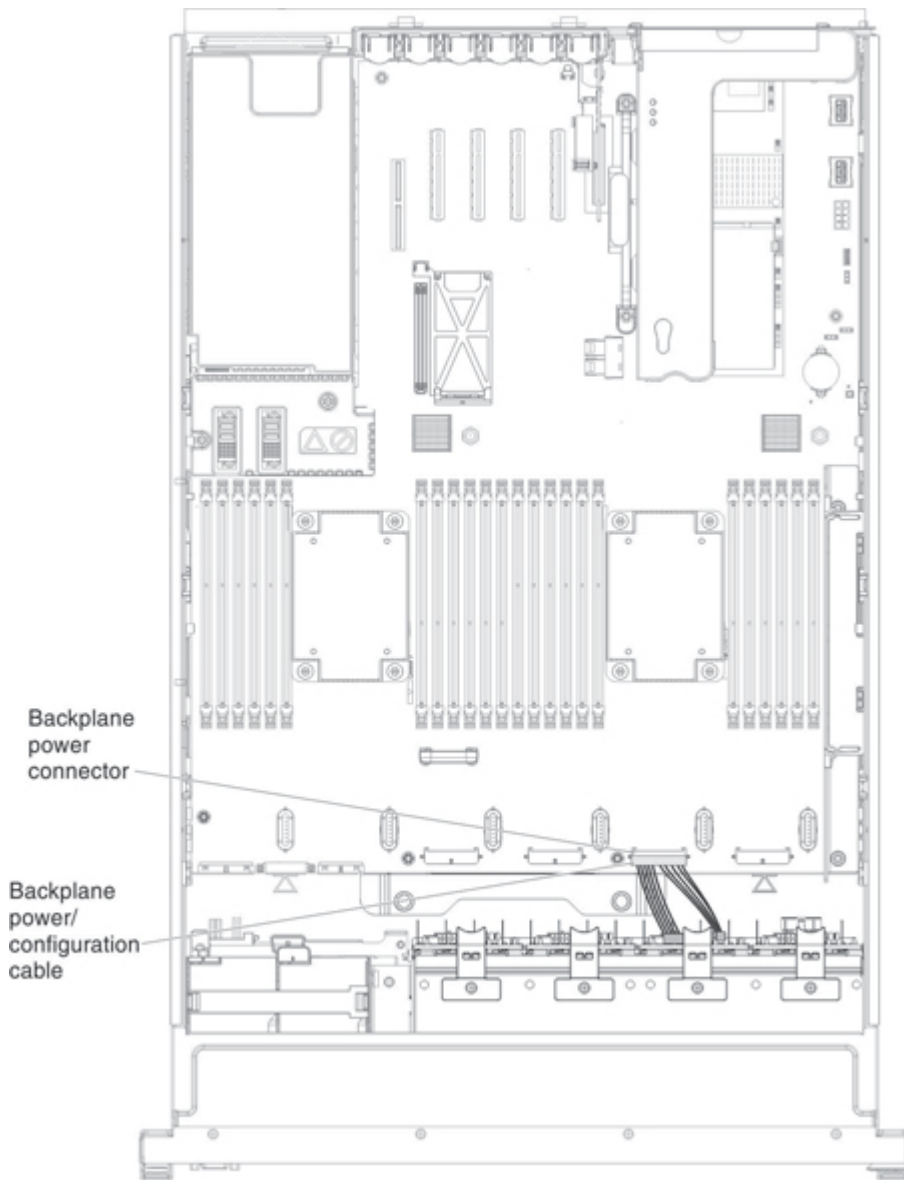 Backplane
power
connector
Backplane
power/
configuration
cable